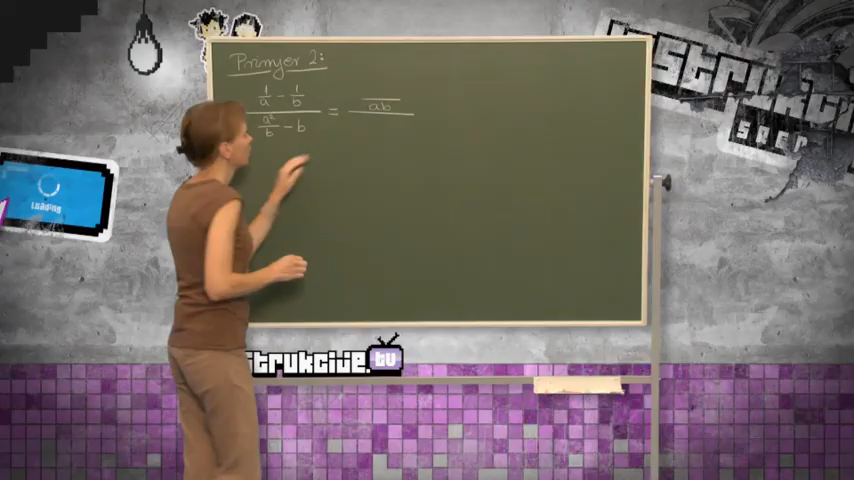 Primjer 2:
1/a - 1/b
a²/b - b
=
ab
Loading
strukcije.tv